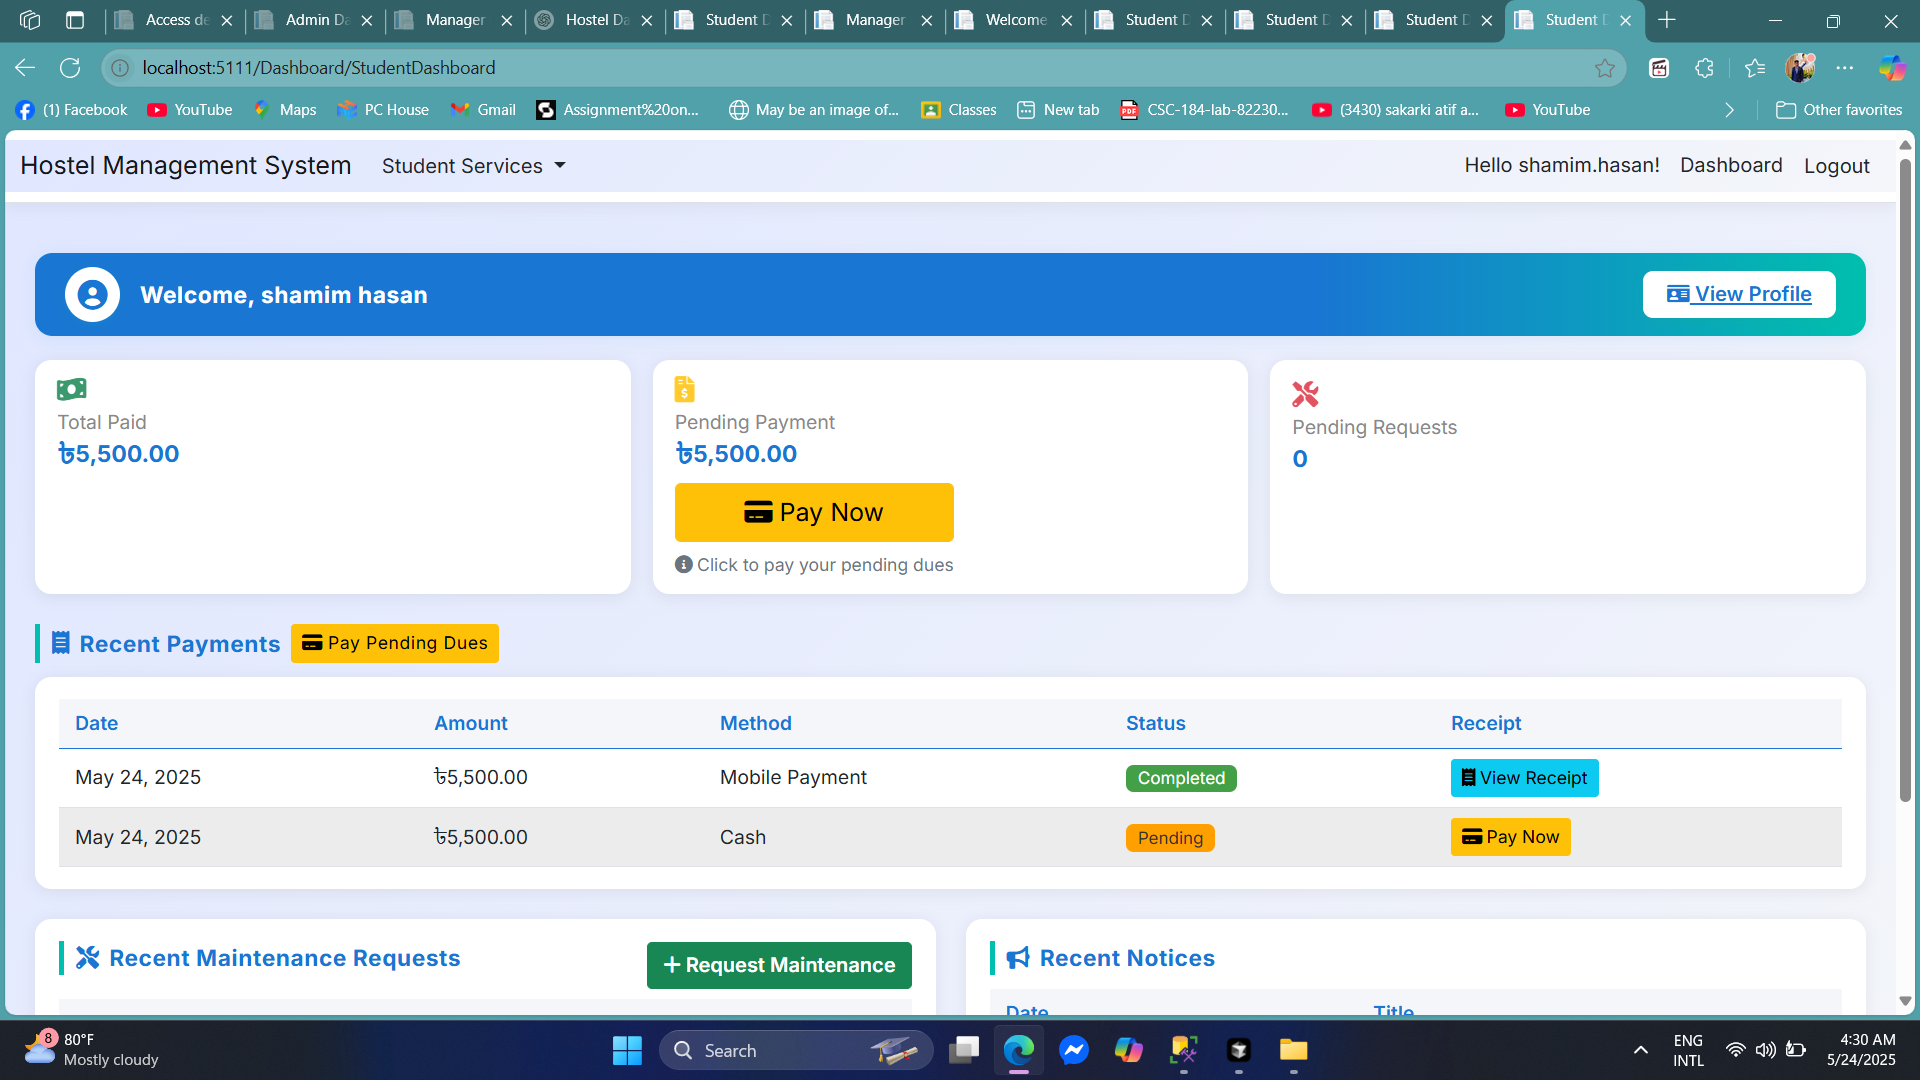 Access de
Admin Da
Manager
Hostel Da
Student D
Manager
Welcome
Student D
Student D
Student D
Student D
localhost:5111/Dashboard/StudentDashboard
(1) Facebook YouTube Maps PC House Gmail Assignment%20on... May be an image of... Classes New tab CSC-184-lab-82230... (3430) sakarki atif a... YouTube Other favorites
Hostel Management System Student Services Hello shamim.hasan! Dashboard Logout
Welcome, shamim hasan View Profile
Total Paid
৳5,500.00
Pending Payment
৳5,500.00
Pay Now
Click to pay your pending dues
Pending Requests
0
Recent Payments Pay Pending Dues
Date Amount Method Status Receipt
May 24, 2025 ৳5,500.00 Mobile Payment Completed View Receipt
May 24, 2025 ৳5,500.00 Cash Pending Pay Now
Recent Maintenance Requests + Request Maintenance
Recent Notices
Date Title
8
80°F
Mostly cloudy
Search
ENG
INTL
4:30 AM
5/24/2025